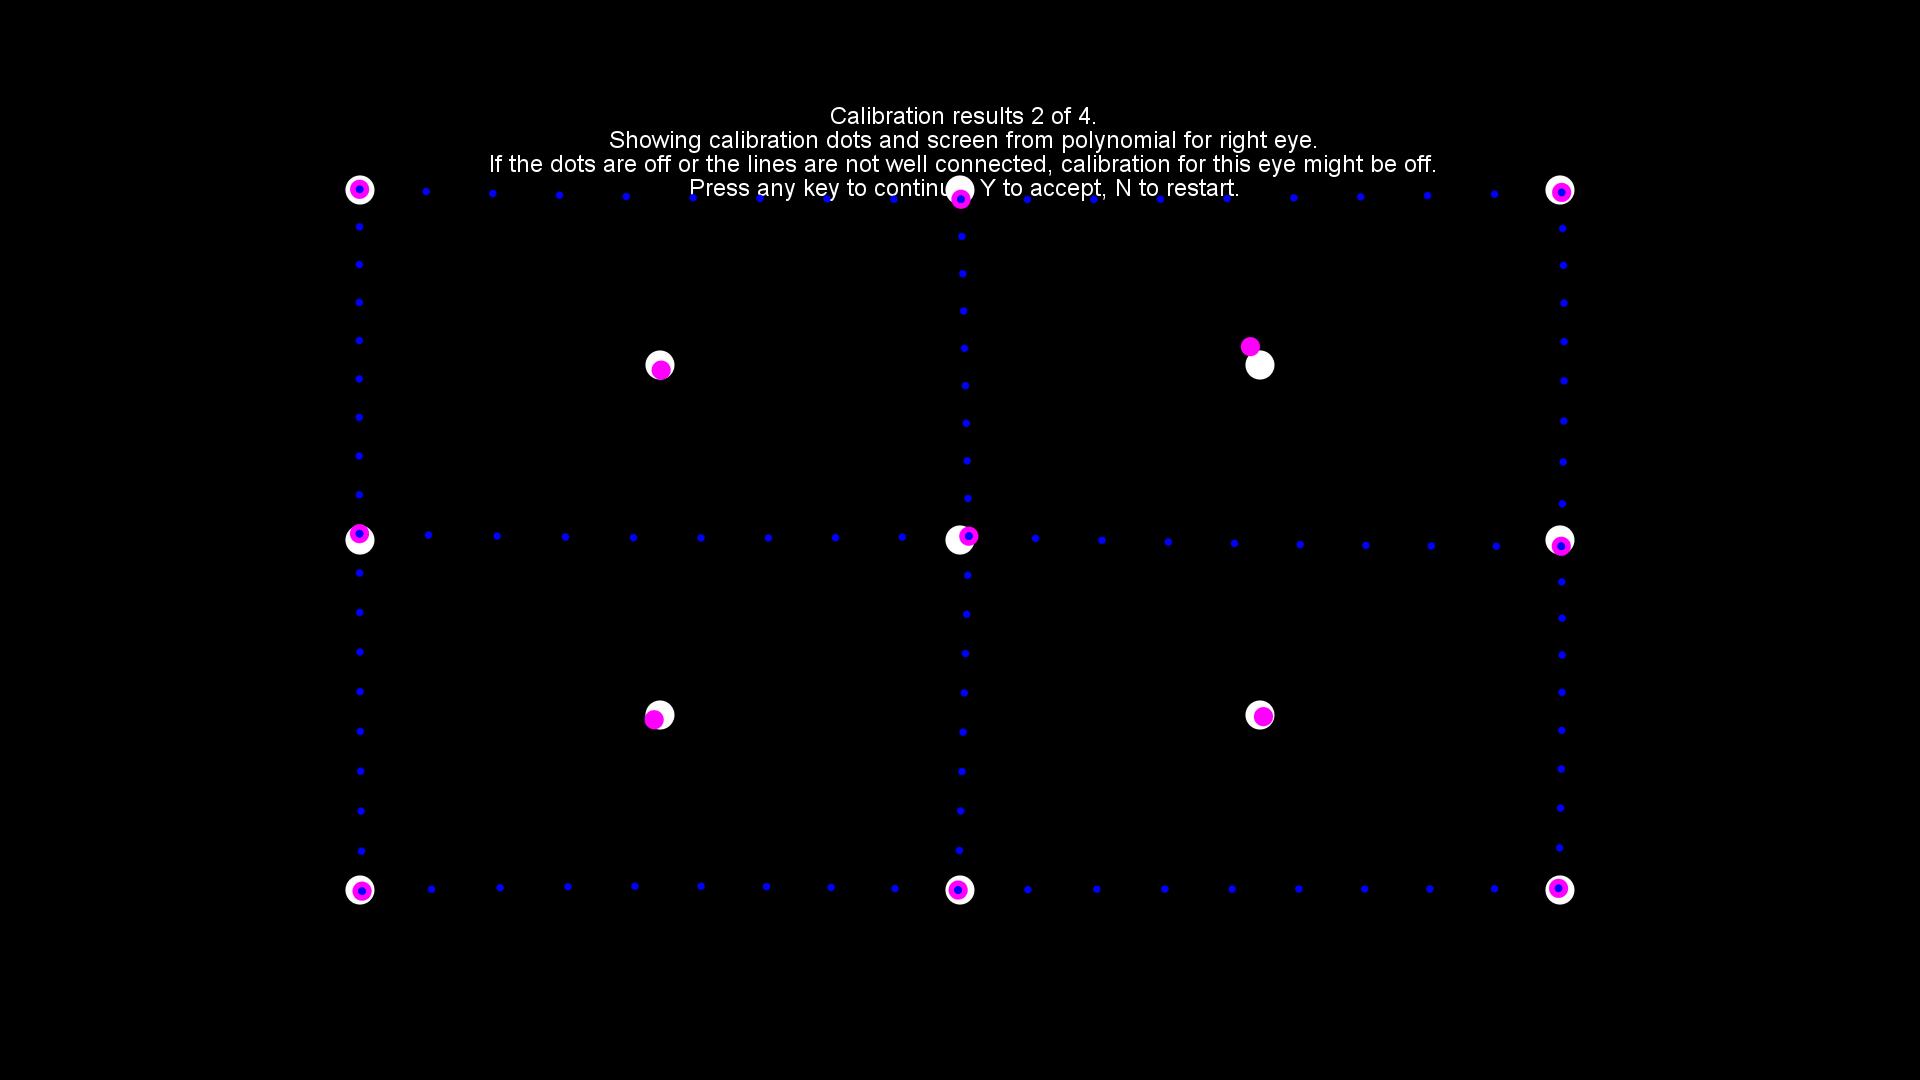 Calibration results 2 of 4.
Showing calibration dots and screen from polynomial for right eye.
If the dots are off or the lines are not well connected, calibration for this eye might be off.
Press any key to continue, Y to accept, N to restart.